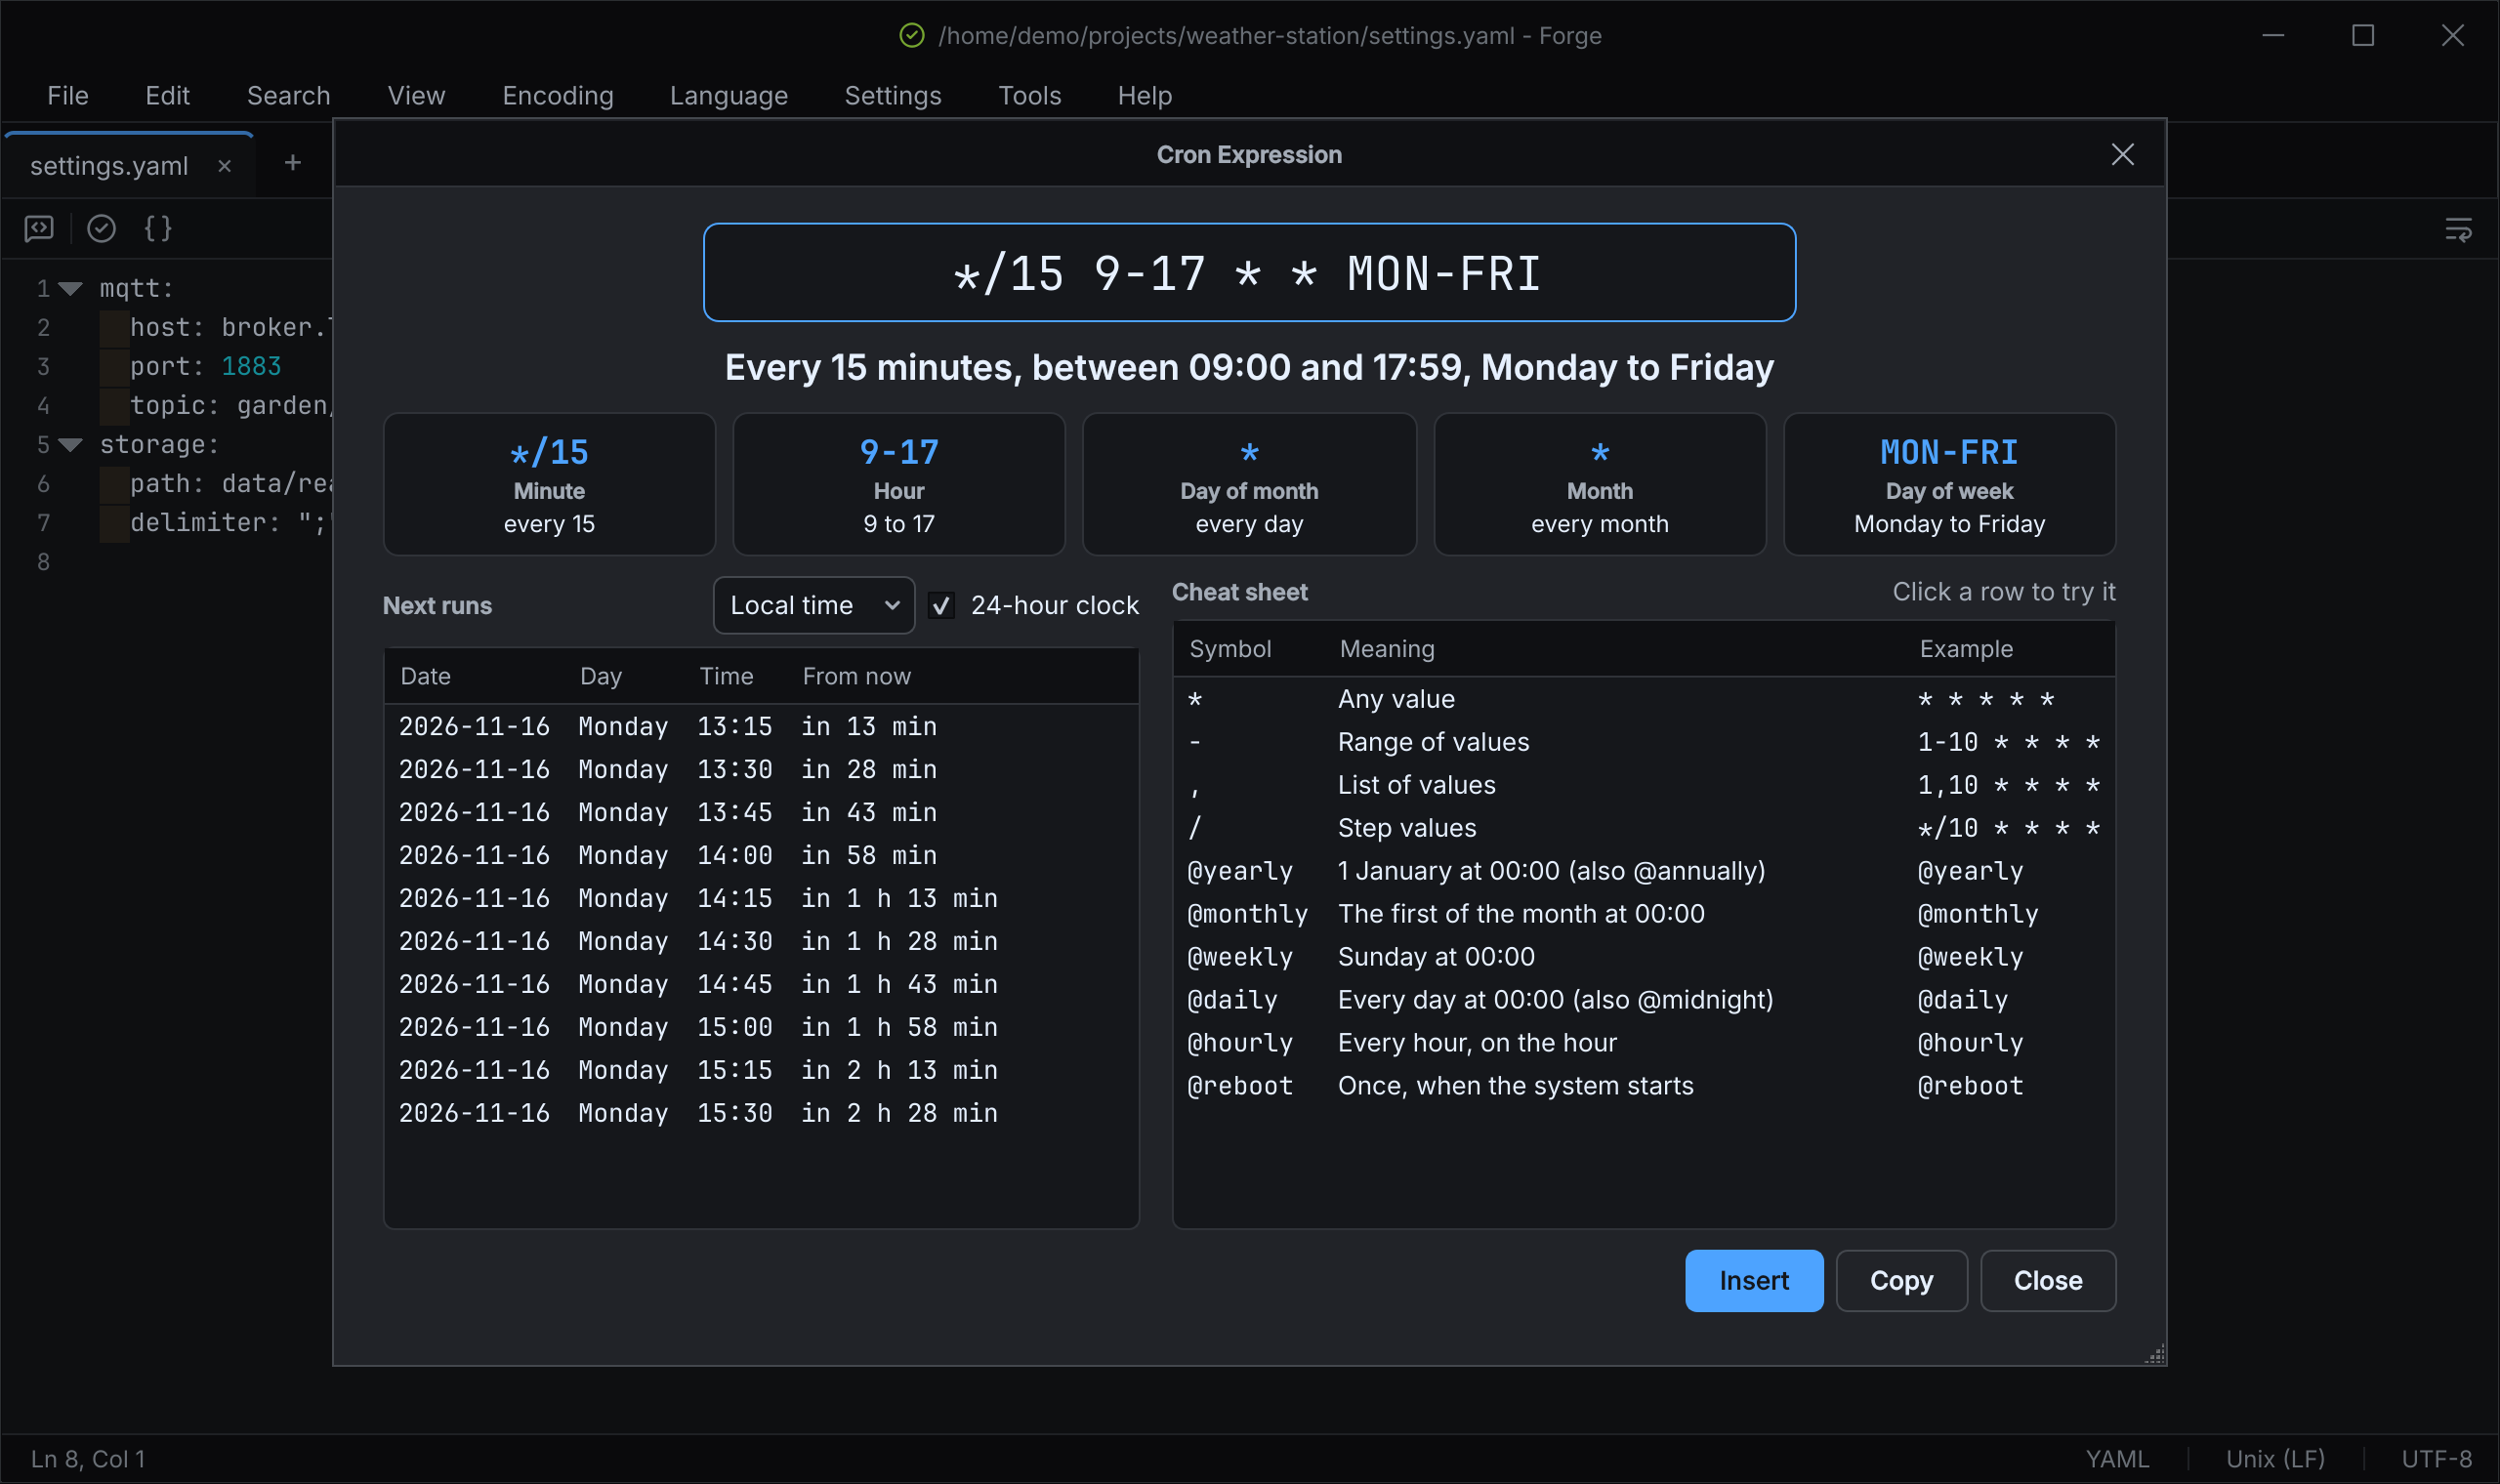 /home/demo/projects/weather-station/settings.yaml - Forge
File Edit Search View Encoding Language Settings Tools Help
settings.yaml
1 mqtt:
2 host: broker.
3 port: 1883
4 topic: garden/
5 storage:
6 path: data/rea
7 delimiter: ";"
8
Cron Expression
*/15 9-17 * * MON-FRI
Every 15 minutes, between 09:00 and 17:59, Monday to Friday
*/15
Minute
every 15
9-17
Hour
9 to 17
*
Day of month
every day
*
Month
every month
MON-FRI
Day of week
Monday to Friday
Next runs
Local time
24-hour clock
Date Day Time From now
2026-11-16 Monday 13:15 in 13 min
2026-11-16 Monday 13:30 in 28 min
2026-11-16 Monday 13:45 in 43 min
2026-11-16 Monday 14:00 in 58 min
2026-11-16 Monday 14:15 in 1 h 13 min
2026-11-16 Monday 14:30 in 1 h 28 min
2026-11-16 Monday 14:45 in 1 h 43 min
2026-11-16 Monday 15:00 in 1 h 58 min
2026-11-16 Monday 15:15 in 2 h 13 min
2026-11-16 Monday 15:30 in 2 h 28 min
Cheat sheet
Click a row to try it
Symbol Meaning Example
* Any value * * * * *
- Range of values 1-10 * * * *
, List of values 1,10 * * * *
/ Step values */10 * * * *
@yearly 1 January at 00:00 (also @annually) @yearly
@monthly The first of the month at 00:00 @monthly
@weekly Sunday at 00:00 @weekly
@daily Every day at 00:00 (also @midnight) @daily
@hourly Every hour, on the hour @hourly
@reboot Once, when the system starts @reboot
Insert Copy Close
Ln 8, Col 1
YAML Unix (LF) UTF-8